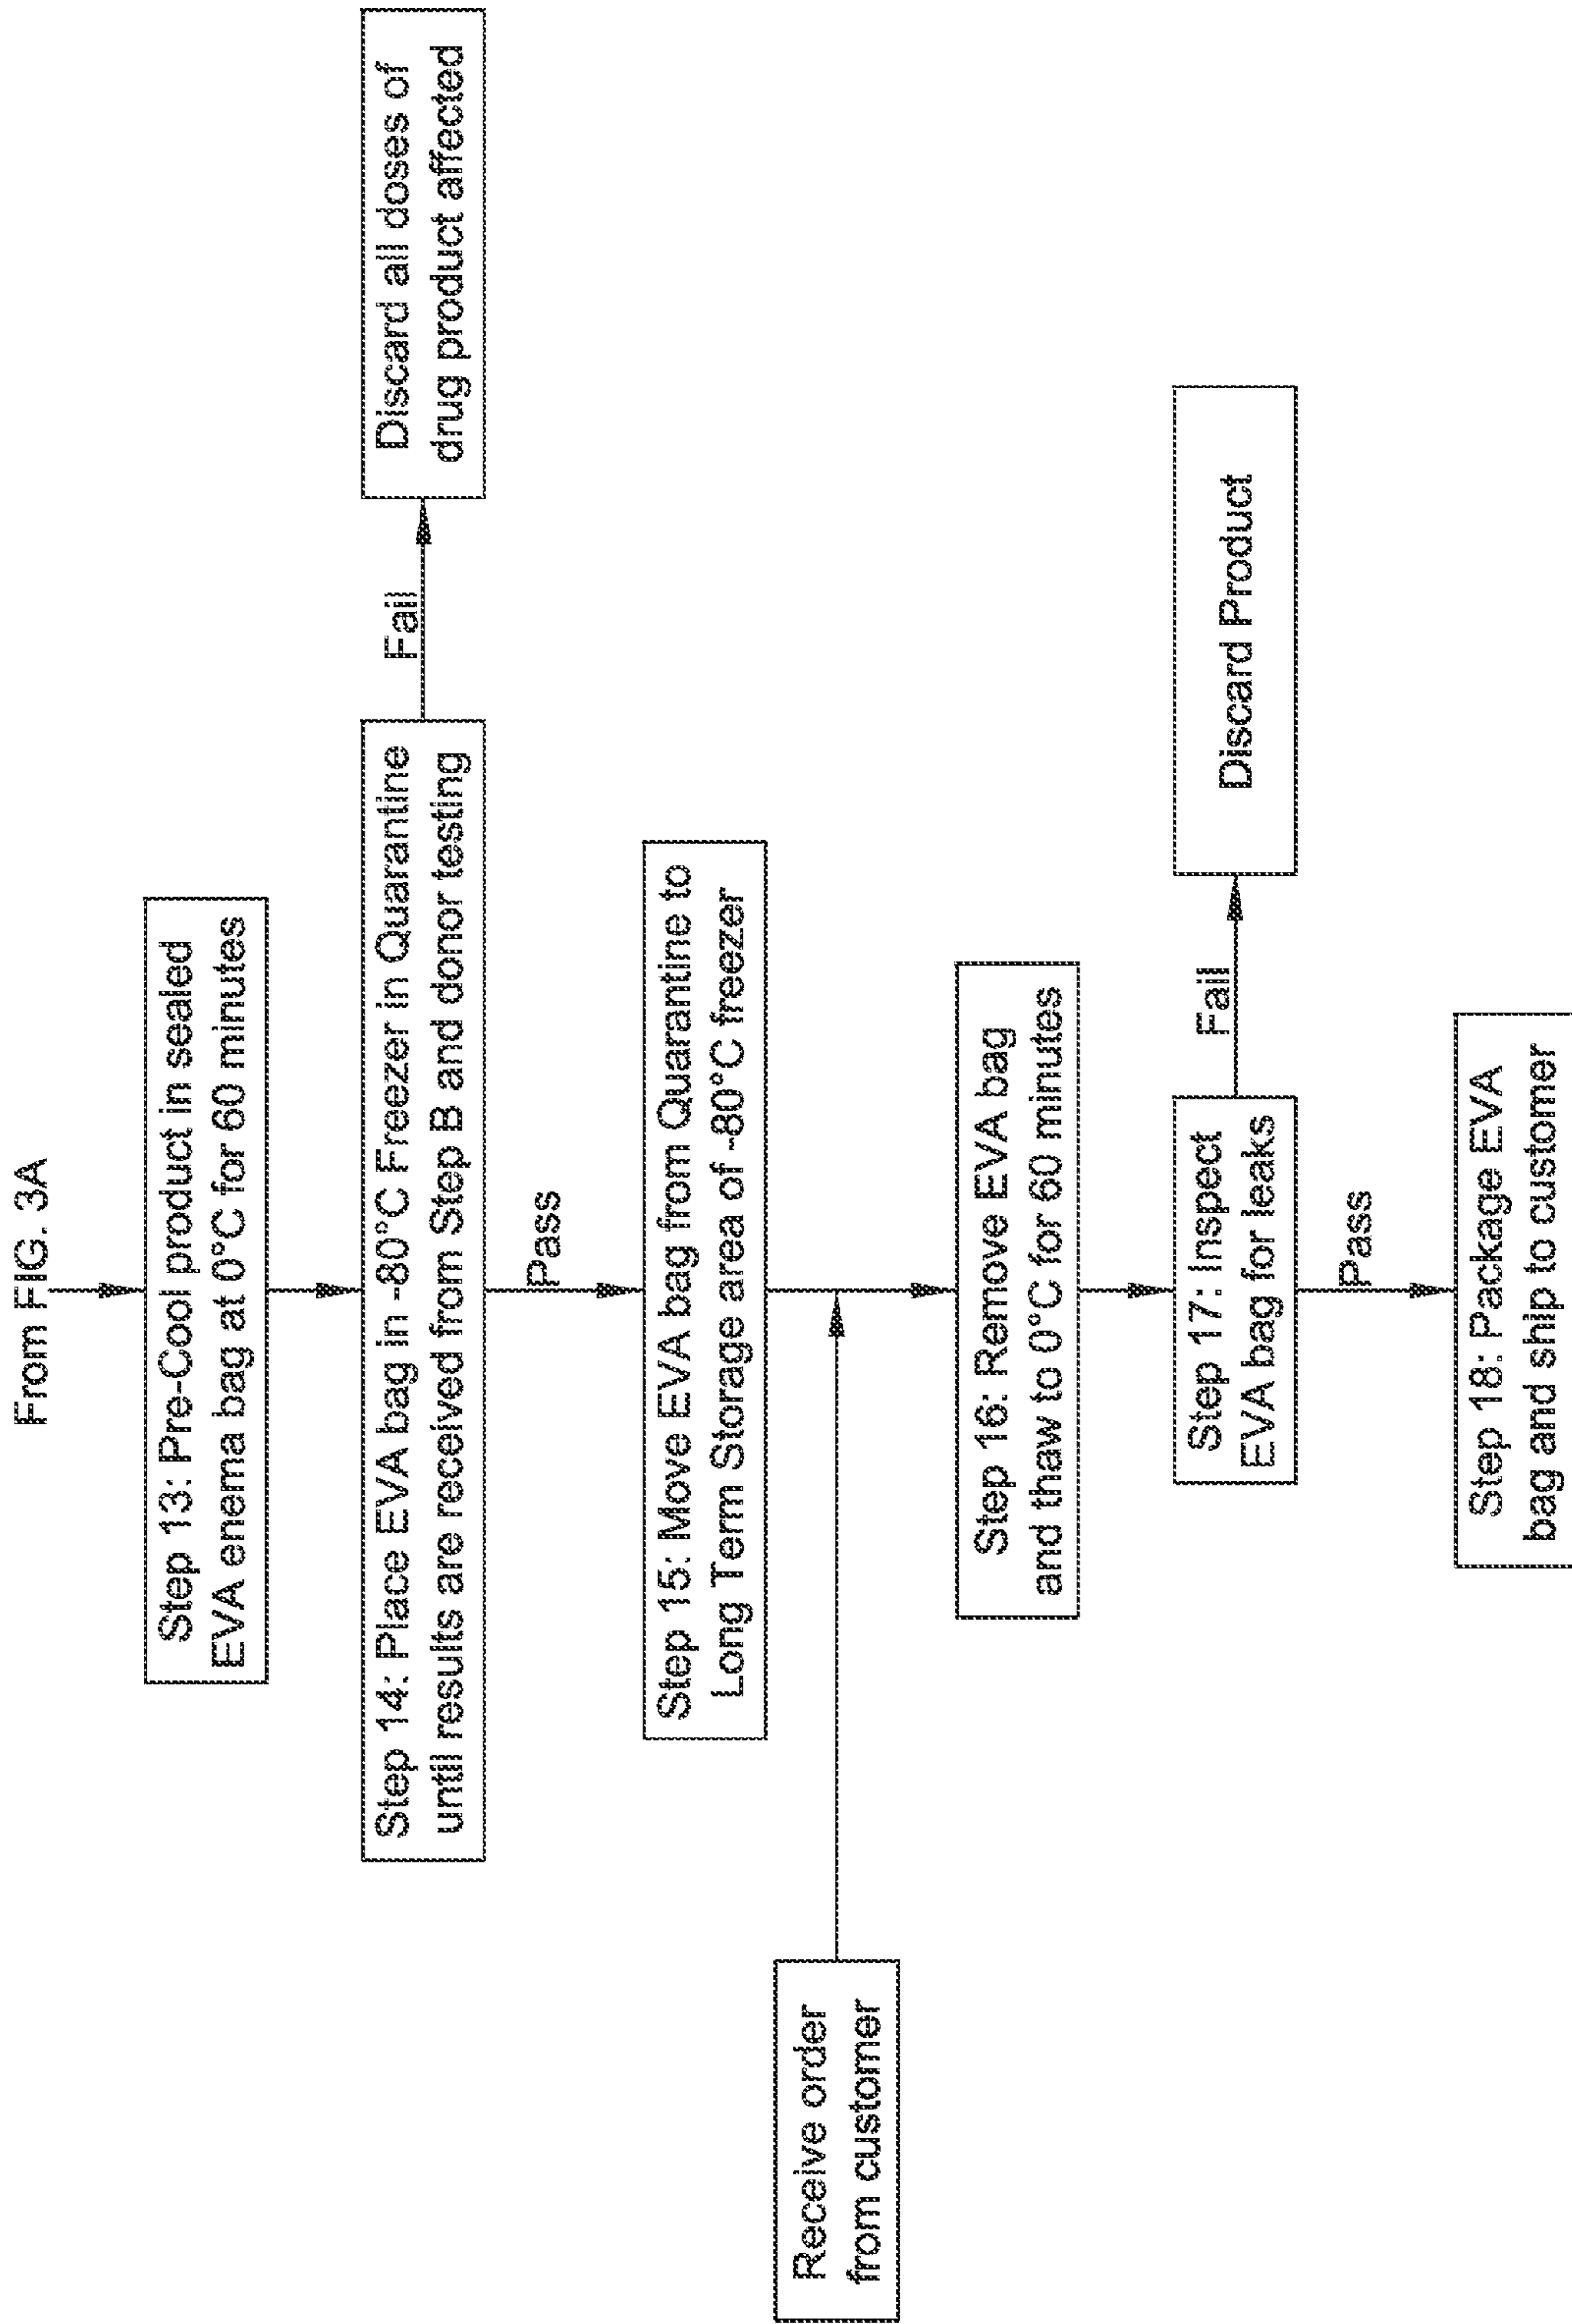 From FIG. 3A
Step 13: Pre-Cool product in sealed
EVA enema bag at 0°C for 60 minutes
Step 14: Place EVA bag in -80°C Freezer in Quarantine
until results are received from Step B and donor testing
Fail
Discard all doses of
drug product affected
Pass
Step 15: Move EVA bag from Quarantine to
Long Term Storage area of -80°C freezer
Receive order
from customer
Step 16: Remove EVA bag
and thaw to 0°C for 60 minutes
Step 17: Inspect
EVA bag for leaks
Fail
Discard Product
Pass
Step 18: Package EVA
bag and ship to customer